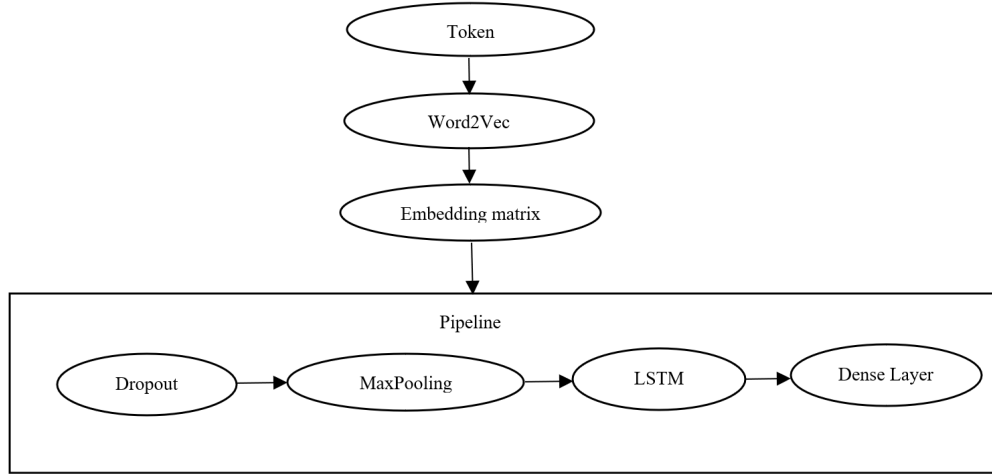 Token
Word2Vec
Embedding matrix
Pipeline
Dropout
MaxPooling
LSTM
Dense Layer